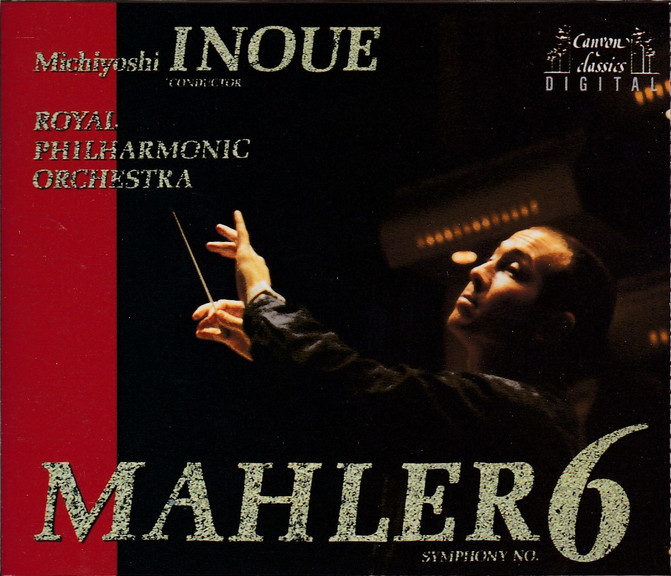 Michiyoshi INOUE
CONDUCTOR
ROYAL
PHILHARMONIC
ORCHESTRA
Canyon
classics
DIGITAL
MAHLER 6
SYMPHONY NO.